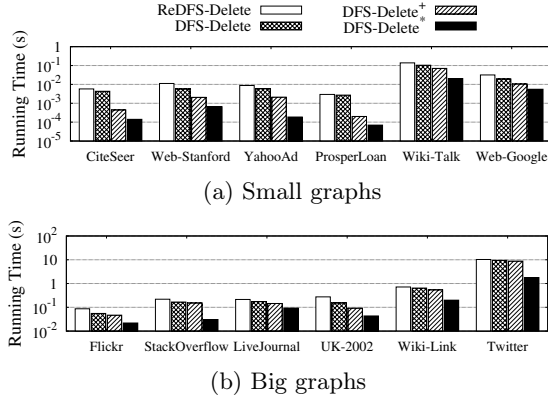 ReDFS-Delete
DFS-Delete
DFS-Delete+
DFS-Delete*
Running Time (s)
1
10-1
10-2
10-3
10-4
10-5
CiteSeer Web-Stanford YahooAd ProsperLoan Wiki-Talk Web-Google
(a) Small graphs
Running Time (s)
102
10
1
10-1
10-2
Flickr StackOverflow LiveJournal UK-2002 Wiki-Link Twitter
(b) Big graphs